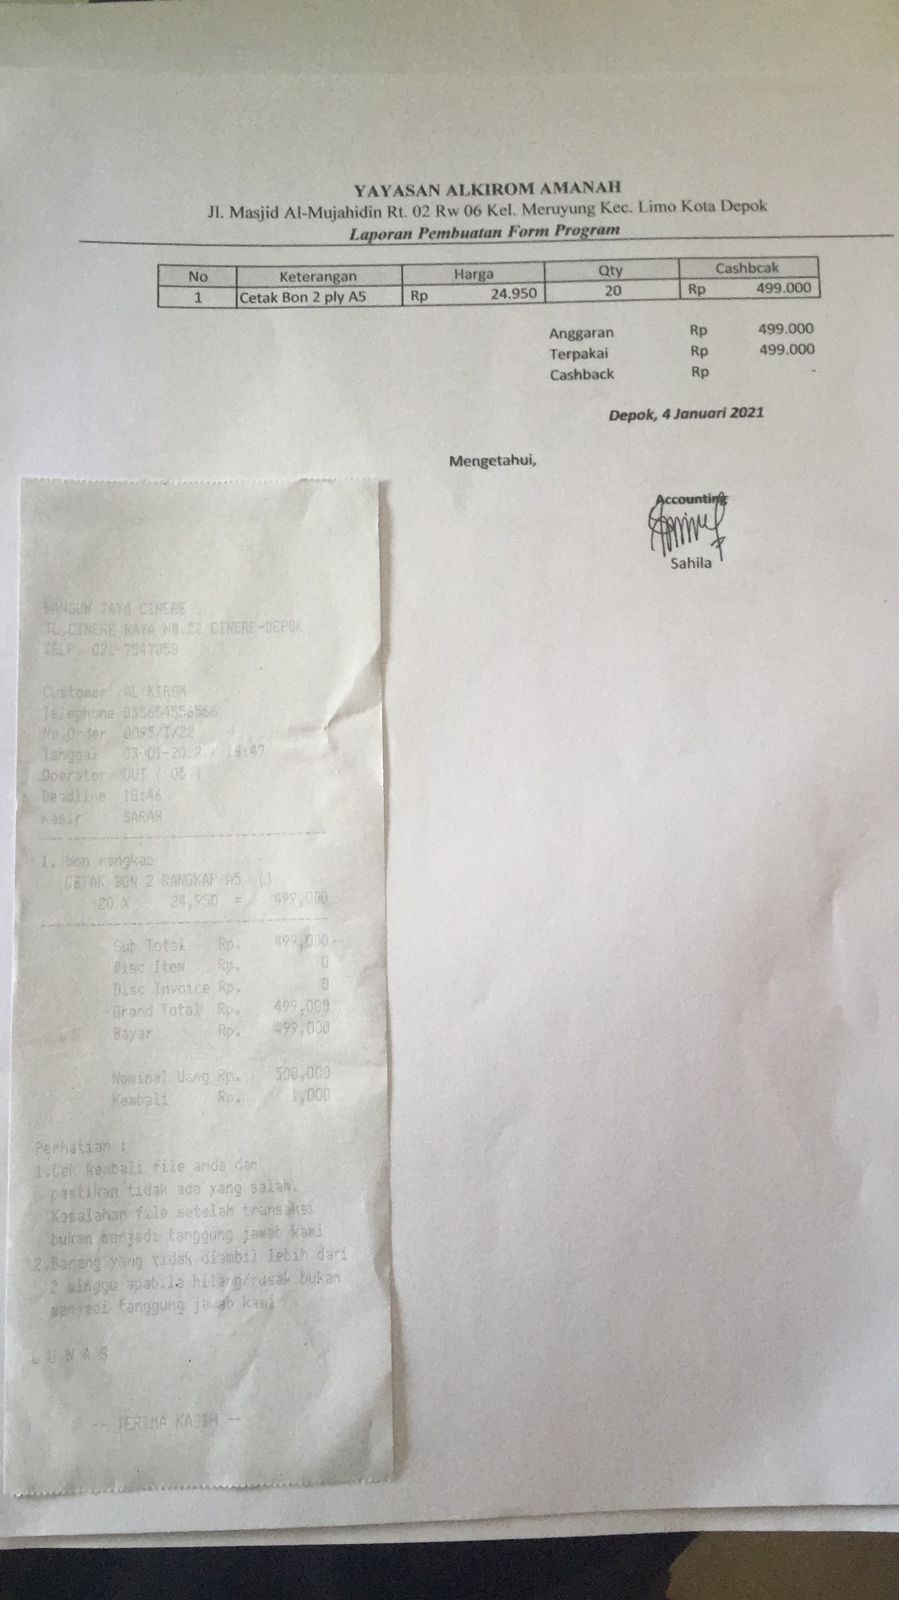 YAYASAN ALKIROM AMANAH
Jl. Masjid Al-Mujahidin Rt. 02 Rw 06 Kel. Meruyung Kec. Limo Kota Depok
Laporan Pembuatan Form Program
No Keterangan Harga Qty Cashbcak
1 Cetak Bon 2 ply A5 Rp 24.950 20 Rp 499.000
Anggaran Rp 499.000
Terpakai Rp 499.000
Cashback Rp -
Depok, 4 Januari 2021
Mengetahui,
Accounting
Sahila
JAYA CINERE
JL.CINERE RAYA NO.22 CINERE-DEPOK
TELP.
Customer AL-KIROM
Telephone
No.Order 0095/I/22
Tanggal 03-01-2022 / 18:47
Operator OUT ( 05 )
Deadline 18:46
Kasir SARAH
1. bon rangkap
CETAK BON 2 RANGKAP A5
20 X 24,950 = 499,000
Sub Total Rp. 499,000
Disc Item Rp. 0
Disc Invoice Rp. 0
Grand Total Rp. 499,000
Bayar Rp. 499,000
Nominal Uang Rp. 500,000
Kembali Rp. 1,000
Perhatian :
1.Cek kembali file anda dan
pastikan tidak ada yang salah.
Kesalahan file setelah transaksi
bukan menjadi tanggung jawab kami
2.Barang yang tidak diambil lebih dari
2 minggu apabila hilang/rusak bukan
menjadi tanggung jawab kami
L U N A S
-- TERIMA KASIH --